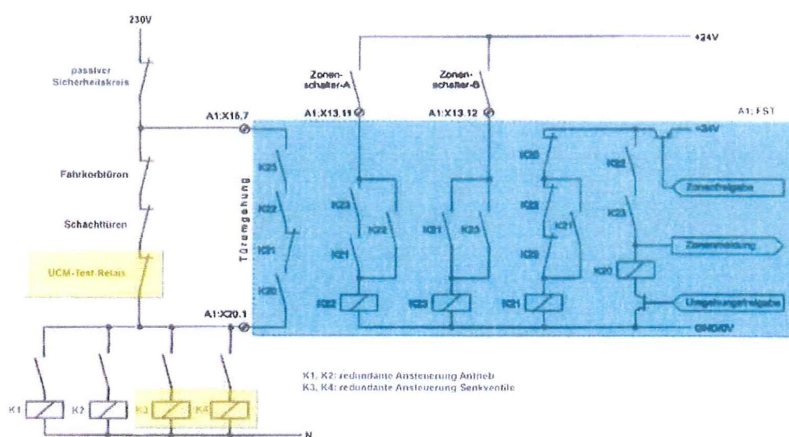 230V
+24V
passiver
Sicherheitskreis
Zonen-
schalter-A
Zonen-
schalter-B
A1:X15,7
A1:X13,11
A1:X13,12
A1: FST
+24V
K23
K22
K21
K20
Türumgehung
K23
K22
K21
K22
K21
K23
K23
K21
K21
K22
K23
K20
K21
Zonenfreigabe
Zonenmeldung
Umgehungsfreigabe
Fahrkorbtüren
Schachttüren
UCM-Test-Relais
A1:X20,1
GND/0V
K1
K2
K3
K4
N
K1, K2: redundante Ansteuerung Antrieb
K3, K4: redundante Ansteuerung Senkventile